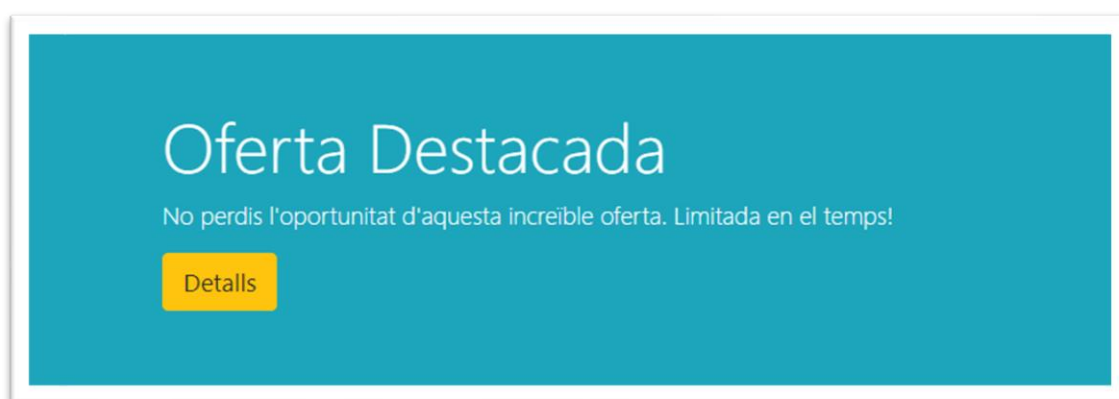 Oferta Destacada
No perdis l'oportunitat d'aquesta increïble oferta. Limitada en el temps!
Detalls